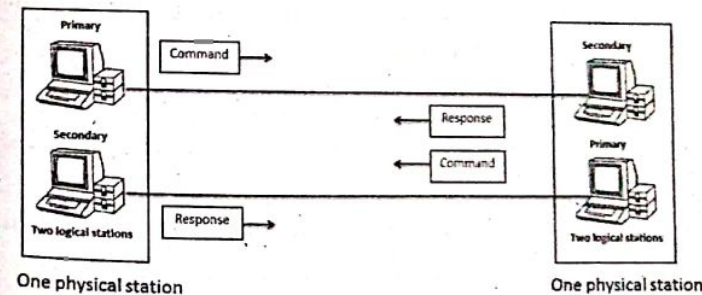 Primary
Command
Secondary
Response
Secondary
Command
Primary
Response
Two logical stations
Two logical stations
One physical station
One physical station